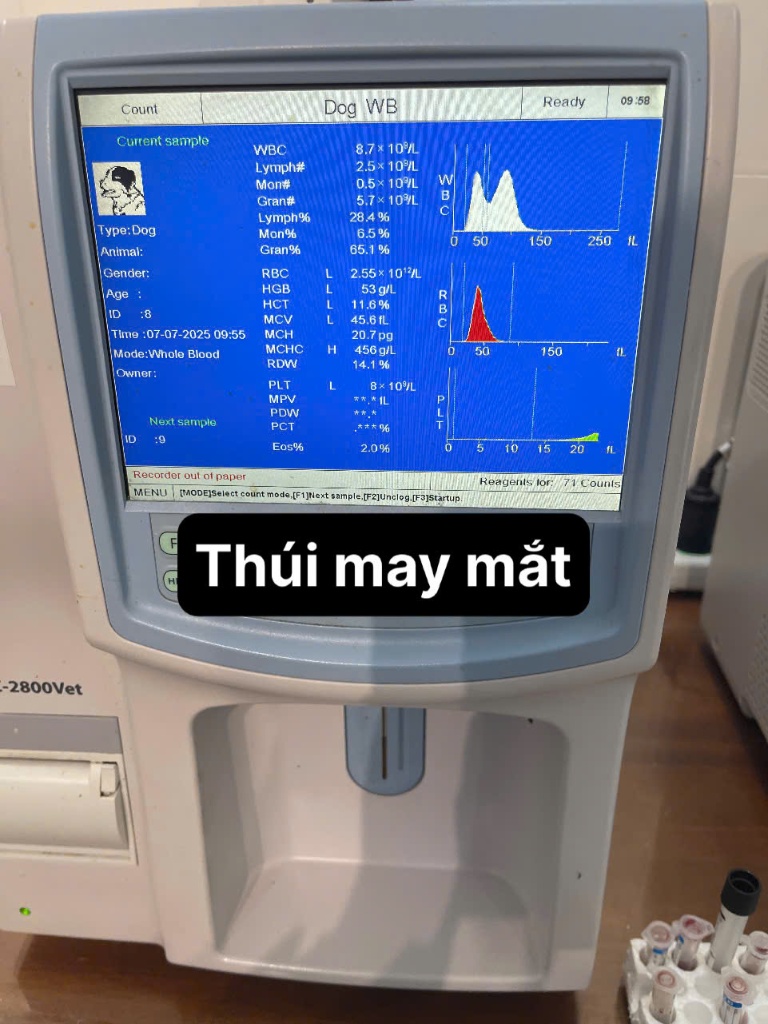 Count Dog WB Ready 09:58
Current sample
Type:Dog
Animal:
Gender:
Age :
ID :8
Time :07-07-2025 09:55
Mode:Whole Blood
Owner:
Next sample
ID :9
WBC 8.7 × 10⁹/L
Lymph# 2.5 × 10⁹/L
Mon# 0.5 × 10⁹/L
Gran# 5.7 × 10⁹/L
Lymph% 28.4 %
Mon% 6.5 %
Gran% 65.1 %
RBC L 2.55 × 10¹²/L
HGB L 53 g/L
HCT L 11.6 %
MCV L 45.6 fL
MCH 20.7 pg
MCHC H 456 g/L
RDW 14.1 %
PLT L 8 × 10⁹/L
MPV **.* fL
PDW **.*
PCT .*** %
Eos% 2.0 %
WBC
0 50 150 250 fL
RBC
0 50 150 fL
PLT
0 5 10 15 20 fL
Recorder out of paper
Reagents for: 71 Counts
MENU [MODE]Select count mode,[F1]Next sample,[F2]Unclog,[F3]Startup.
Thúi may mắt
-2800Vet